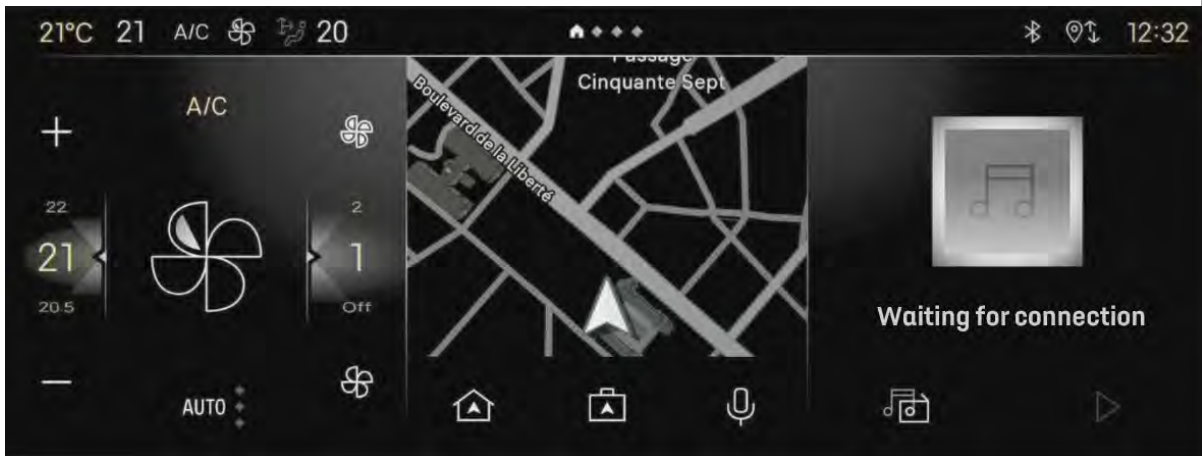 21°C 21 A/C 20 12:32
A/C
22
21
20.5
2
1
Off
AUTO
Passage
Cinquante Sept
Boulevard de la Liberté
Waiting for connection